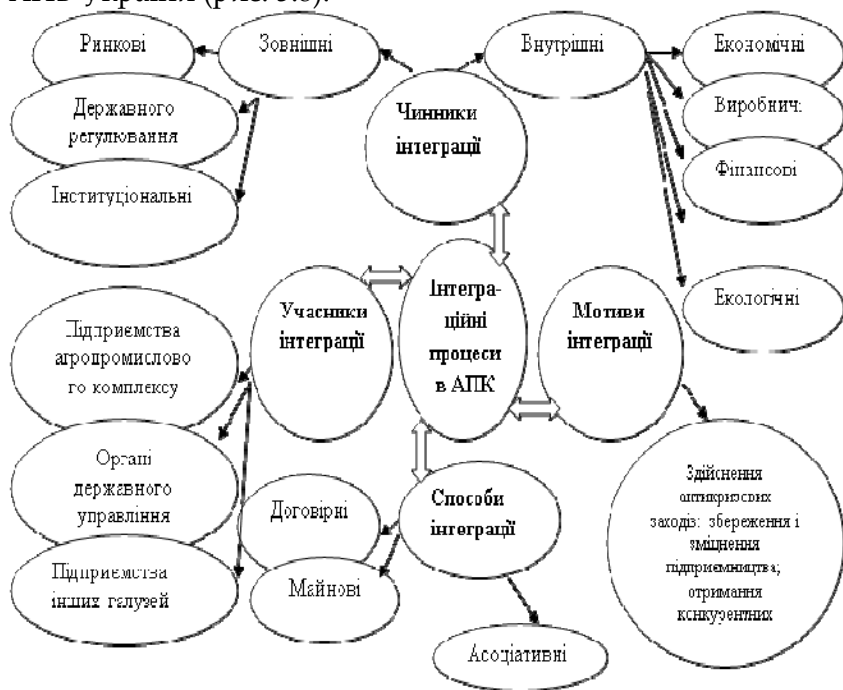 АПК України (рис. 3.8).
Ринкові
Зовнішні
Внутрішні
Економічні
Державного
регулювання
Чинники
інтеграції
Виробничі
Фінансові
Інституціональні
Екологічні
Учасники
інтеграції
Інтегра-
ційні
процеси
в АПК
Мотиви
інтеграції
Підприємства
агропромислово
го комплексу
Органі
державного
управління
Підприємства
інших галузей
Договірні
Майнові
Способи
інтеграції
Асоціативні
Здійснення
антикризових
заходів: збереження і
зміцнення
підприємництва;
отримання
конкурентних